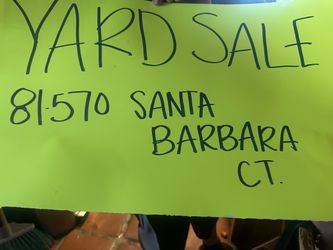 YARD SALE
81-570 SANTA
BARBARA
CT.